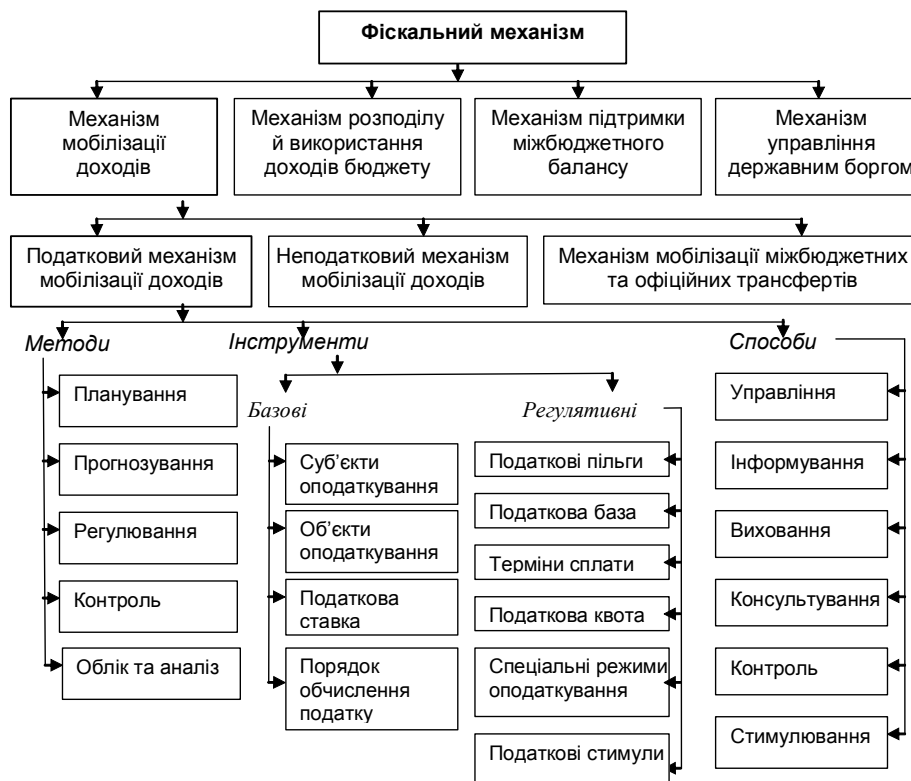 Фіскальний механізм
Механізм
мобілізації
доходів
Механізм розподілу
й використання
доходів бюджету
Механізм підтримки
міжбюджетного
балансу
Механізм
управління
державним боргом
Податковий механізм
мобілізації доходів
Неподатковий механізм
мобілізації доходів
Механізм мобілізації міжбюджетних
та офіційних трансфертів
Методи
Планування
Прогнозування
Регулювання
Контроль
Облік та аналіз
Інструменти
Базові
Суб’єкти
оподаткування
Об’єкти
оподаткування
Податкова
ставка
Порядок
обчислення
податку
Регулятивні
Податкові пільги
Податкова база
Терміни сплати
Податкова квота
Спеціальні режими
оподаткування
Податкові стимули
Способи
Управління
Інформування
Виховання
Консультування
Контроль
Стимулювання